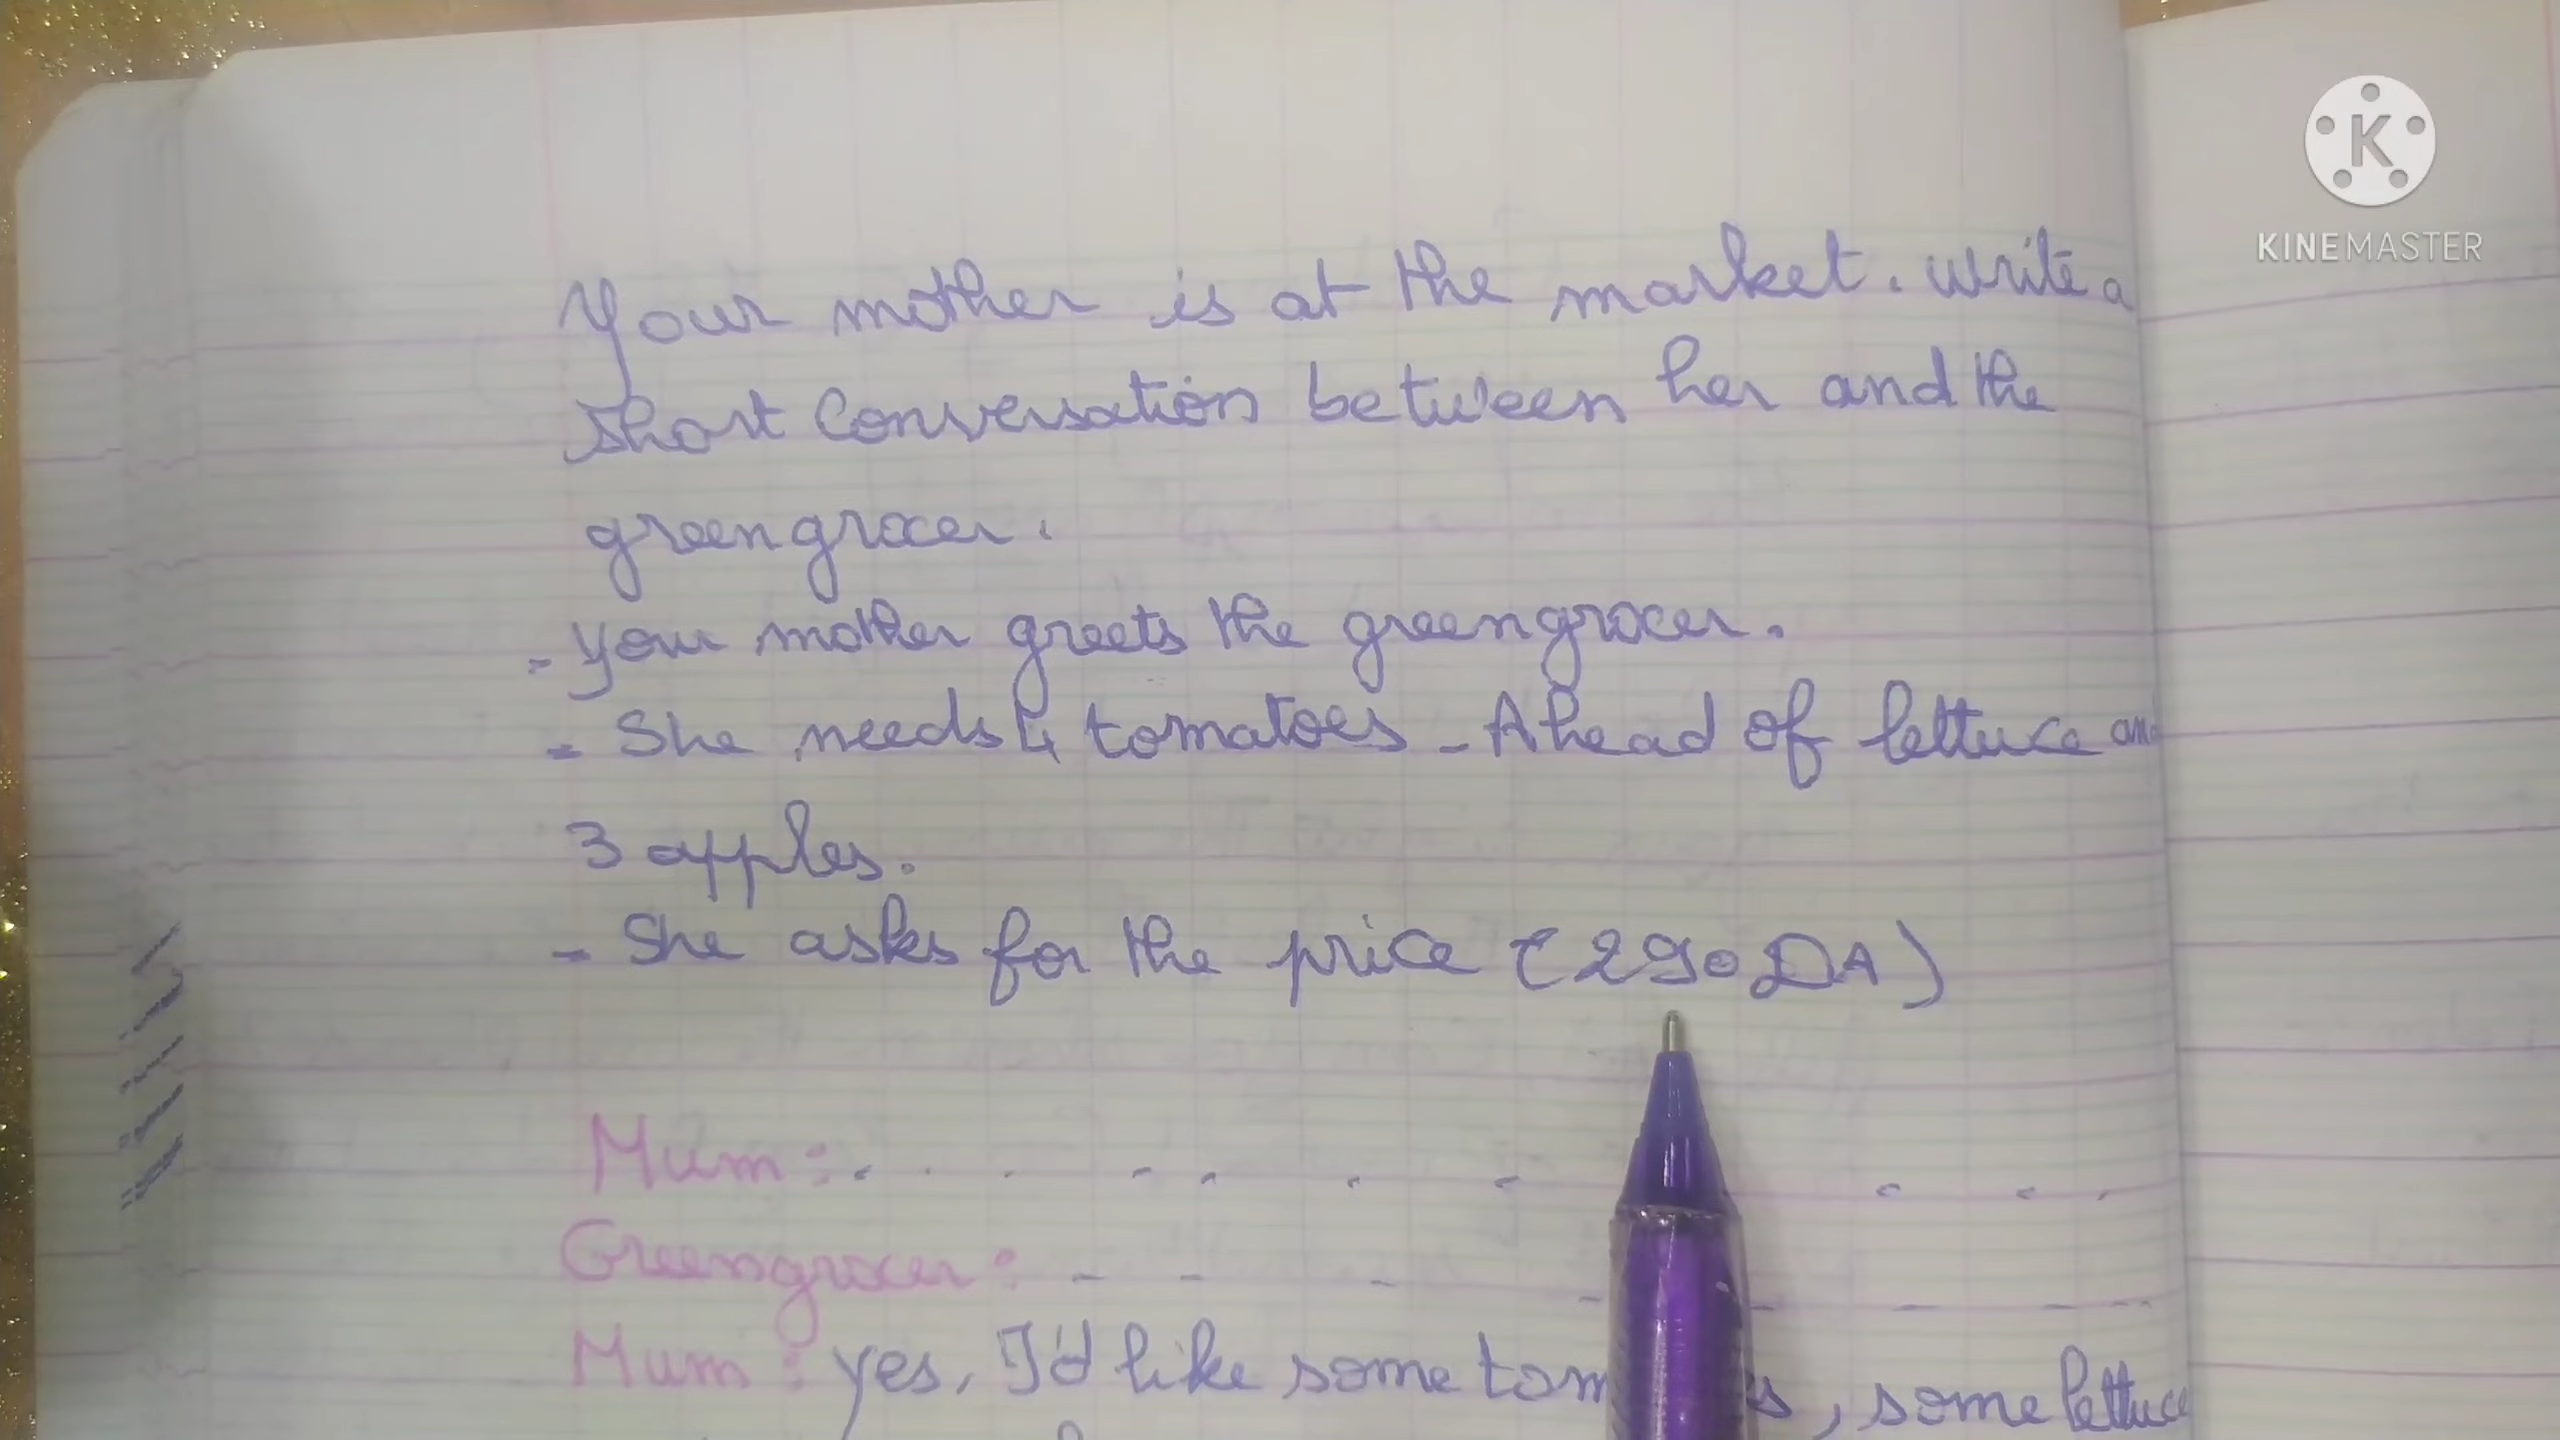 Your mother is at the market. Write a
short Conversation between her and the
greengrocer.
- your mother greets the greengrocer.
- She needs 4 tomatoes - A head of lettuce and
3 apples.
- She asks for the price (290DA)
Mum: . . . - - . - . - . .
Greengrocer: - - - - - - - ...
Mum: yes, I'd like some tom s, some lettuce
KINEMASTER